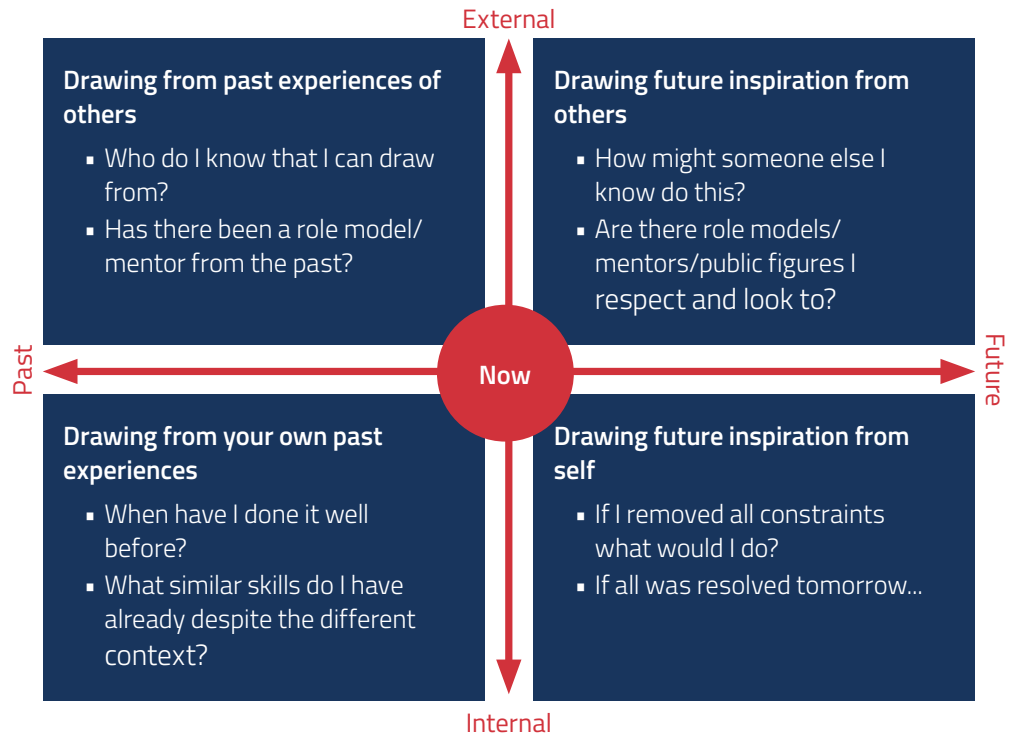 External
Drawing from past experiences of
others
▪ Who do I know that I can draw
from?
▪ Has there been a role model/
mentor from the past?
Drawing future inspiration from
others
▪ How might someone else I
know do this?
▪ Are there role models/
mentors/public figures I
respect and look to?
Past
Now
Future
Drawing from your own past
experiences
▪ When have I done it well
before?
▪ What similar skills do I have
already despite the different
context?
Drawing future inspiration from
self
▪ If I removed all constraints
what would I do?
▪ If all was resolved tomorrow...
Internal